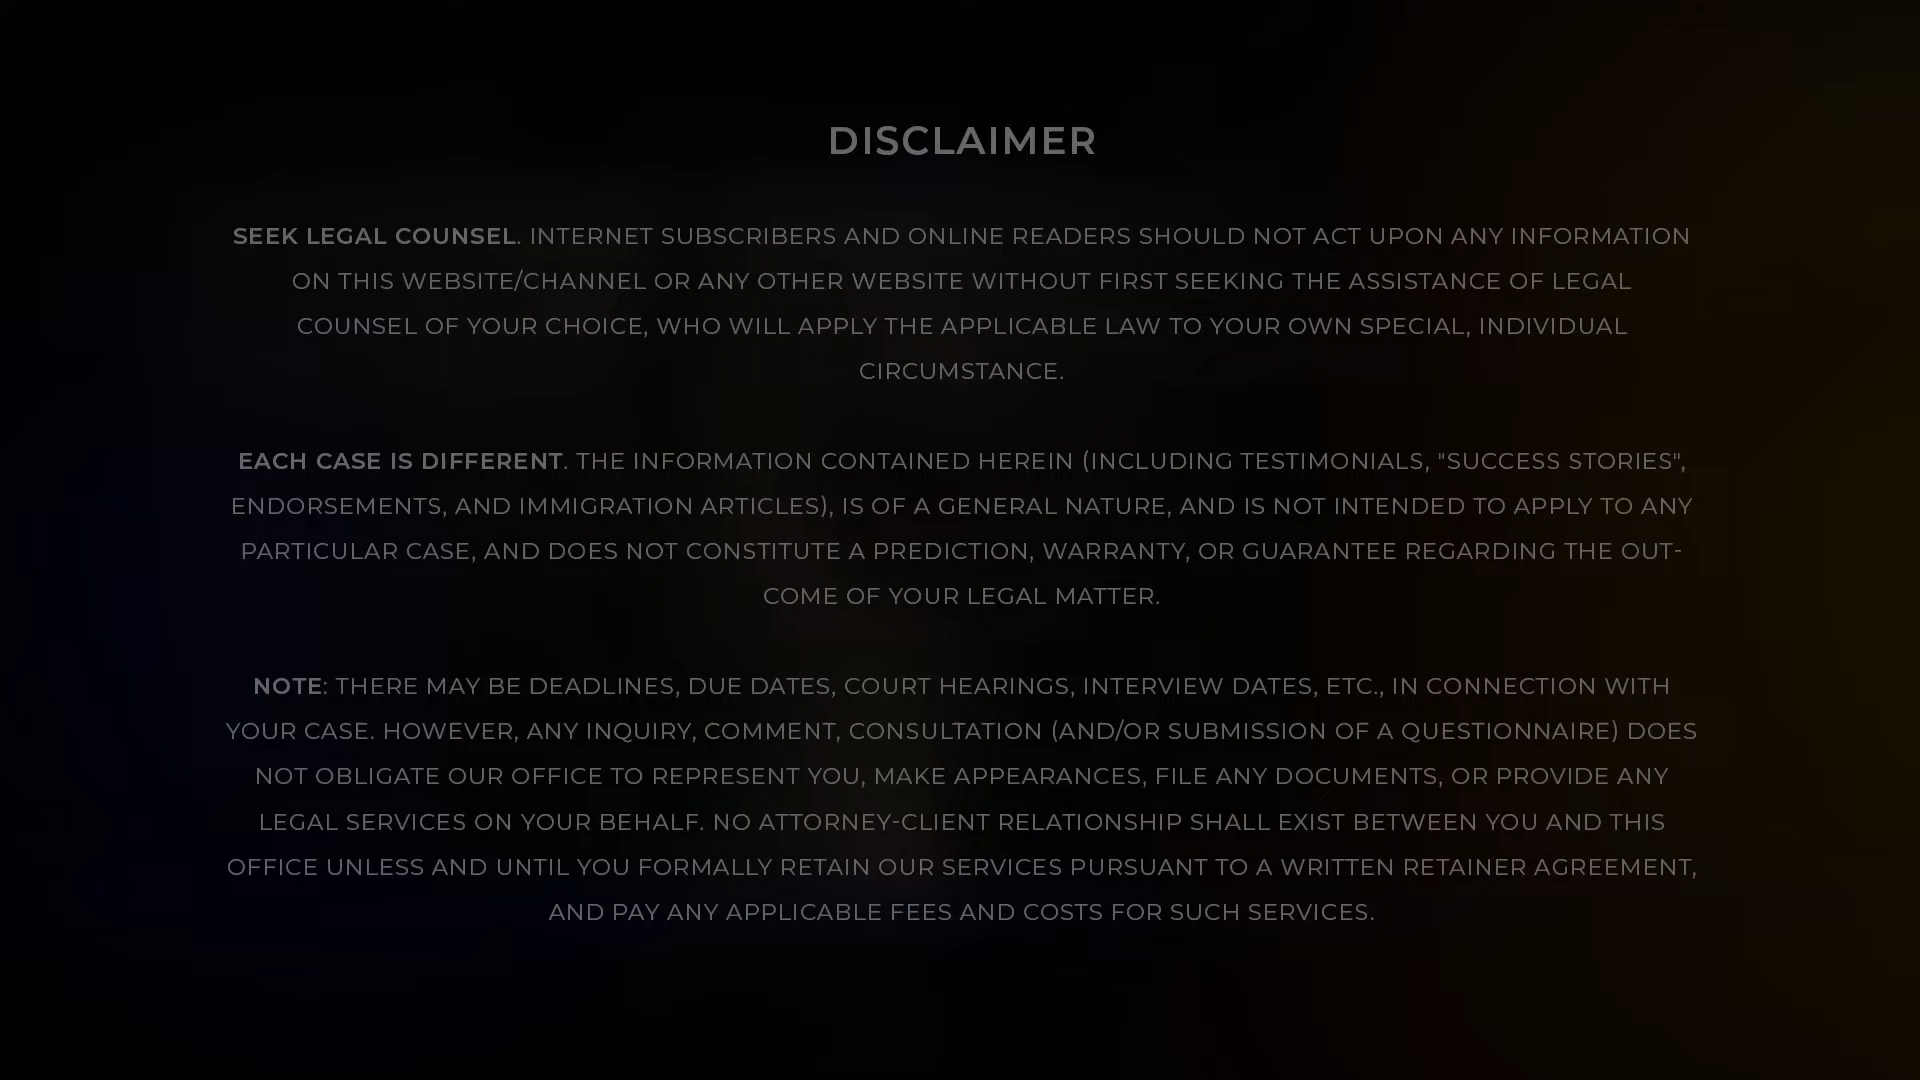 DISCLAIMER
SEEK LEGAL COUNSEL. INTERNET SUBSCRIBERS AND ONLINE READERS SHOULD NOT ACT UPON ANY INFORMATION
ON THIS WEBSITE/CHANNEL OR ANY OTHER WEBSITE WITHOUT FIRST SEEKING THE ASSISTANCE OF LEGAL
COUNSEL OF YOUR CHOICE, WHO WILL APPLY THE APPLICABLE LAW TO YOUR OWN SPECIAL, INDIVIDUAL
CIRCUMSTANCE.
EACH CASE IS DIFFERENT. THE INFORMATION CONTAINED HEREIN (INCLUDING TESTIMONIALS, "SUCCESS STORIES",
ENDORSEMENTS, AND IMMIGRATION ARTICLES), IS OF A GENERAL NATURE, AND IS NOT INTENDED TO APPLY TO ANY
PARTICULAR CASE, AND DOES NOT CONSTITUTE A PREDICTION, WARRANTY, OR GUARANTEE REGARDING THE OUT-
COME OF YOUR LEGAL MATTER.
NOTE: THERE MAY BE DEADLINES, DUE DATES, COURT HEARINGS, INTERVIEW DATES, ETC., IN CONNECTION WITH
YOUR CASE. HOWEVER, ANY INQUIRY, COMMENT, CONSULTATION (AND/OR SUBMISSION OF A QUESTIONNAIRE) DOES
NOT OBLIGATE OUR OFFICE TO REPRESENT YOU, MAKE APPEARANCES, FILE ANY DOCUMENTS, OR PROVIDE ANY
LEGAL SERVICES ON YOUR BEHALF. NO ATTORNEY-CLIENT RELATIONSHIP SHALL EXIST BETWEEN YOU AND THIS
OFFICE UNLESS AND UNTIL YOU FORMALLY RETAIN OUR SERVICES PURSUANT TO A WRITTEN RETAINER AGREEMENT,
AND PAY ANY APPLICABLE FEES AND COSTS FOR SUCH SERVICES.